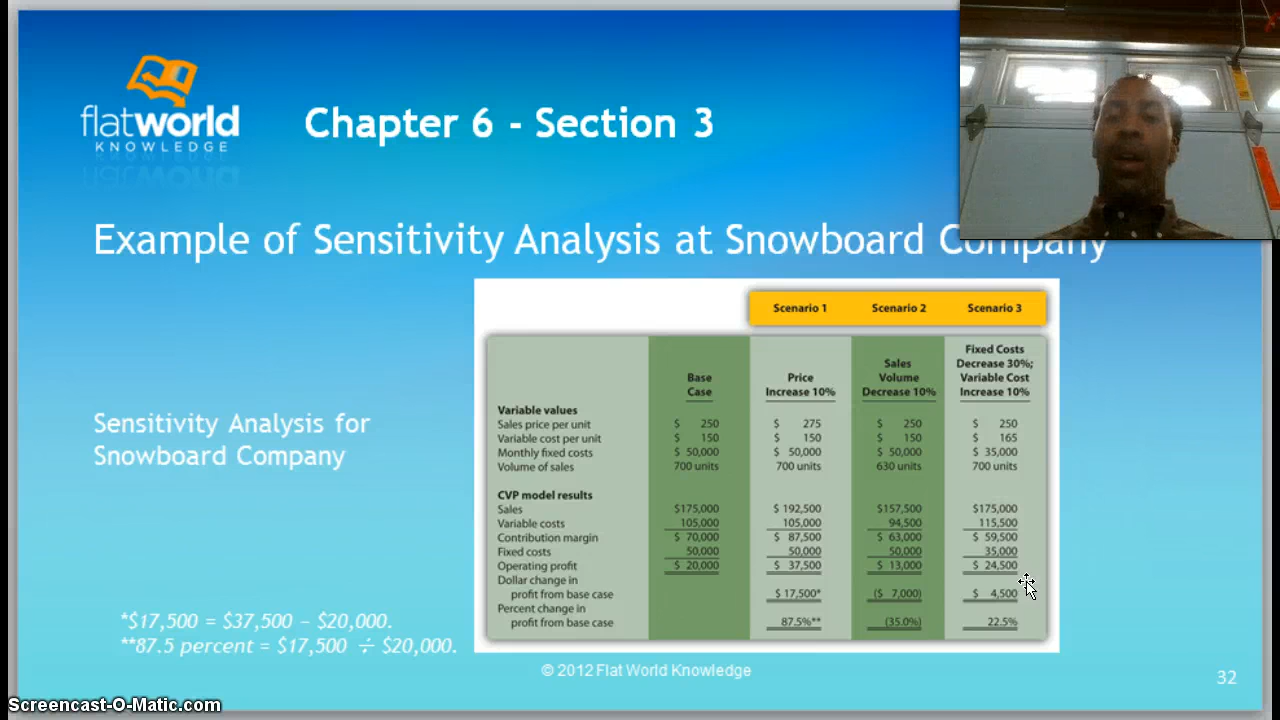 flatworld
KNOWLEDGE
Chapter 6 - Section 3
Example of Sensitivity Analysis at Snowboard Company
Sensitivity Analysis for
Snowboard Company
Scenario 1 Scenario 2 Scenario 3
Base Case Price Increase 10% Sales Volume Decrease 10% Fixed Costs Decrease 30%; Variable Cost Increase 10%
Variable values
Sales price per unit $ 250 $ 275 $ 250 $ 250
Variable cost per unit $ 150 $ 150 $ 150 $ 165
Monthly fixed costs $ 50,000 $ 50,000 $ 50,000 $ 35,000
Volume of sales 700 units 700 units 630 units 700 units
CVP model results
Sales $175,000 $ 192,500 $157,500 $175,000
Variable costs 105,000 105,000 94,500 115,500
Contribution margin $ 70,000 $ 87,500 $ 63,000 $ 59,500
Fixed costs 50,000 50,000 50,000 35,000
Operating profit $ 20,000 $ 37,500 $ 13,000 $ 24,500
Dollar change in
profit from base case $ 17,500* ($ 7,000) $ 4,500
Percent change in
profit from base case 87.5%** (35.0%) 22.5%
*$17,500 = $37,500 – $20,000.
**87.5 percent = $17,500 ÷ $20,000.
© 2012 Flat World Knowledge
32
Screencast-O-Matic.com